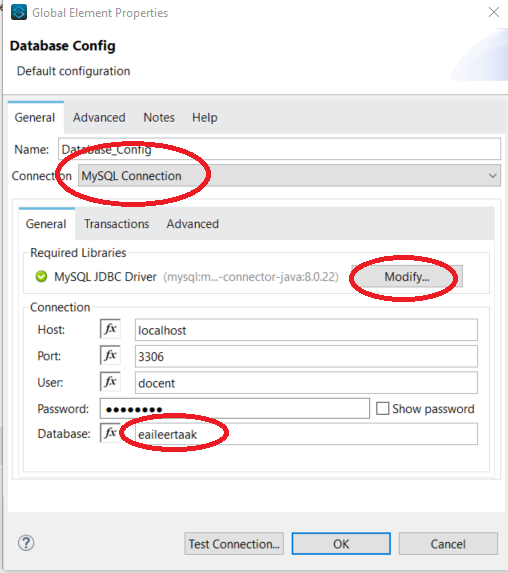 Global Element Properties
Database Config
Default configuration
General Advanced Notes Help
Name: Database_Config
Connection MySQL Connection
General Transactions Advanced
Required Libraries
MySQL JDBC Driver (mysql:m...-connector-java:8.0.22) Modify...
Connection
Host: fx localhost
Port: fx 3306
User: fx docent
Password: ●●●●●●●● Show password
Database: fx eaileertaak
? Test Connection... OK Cancel